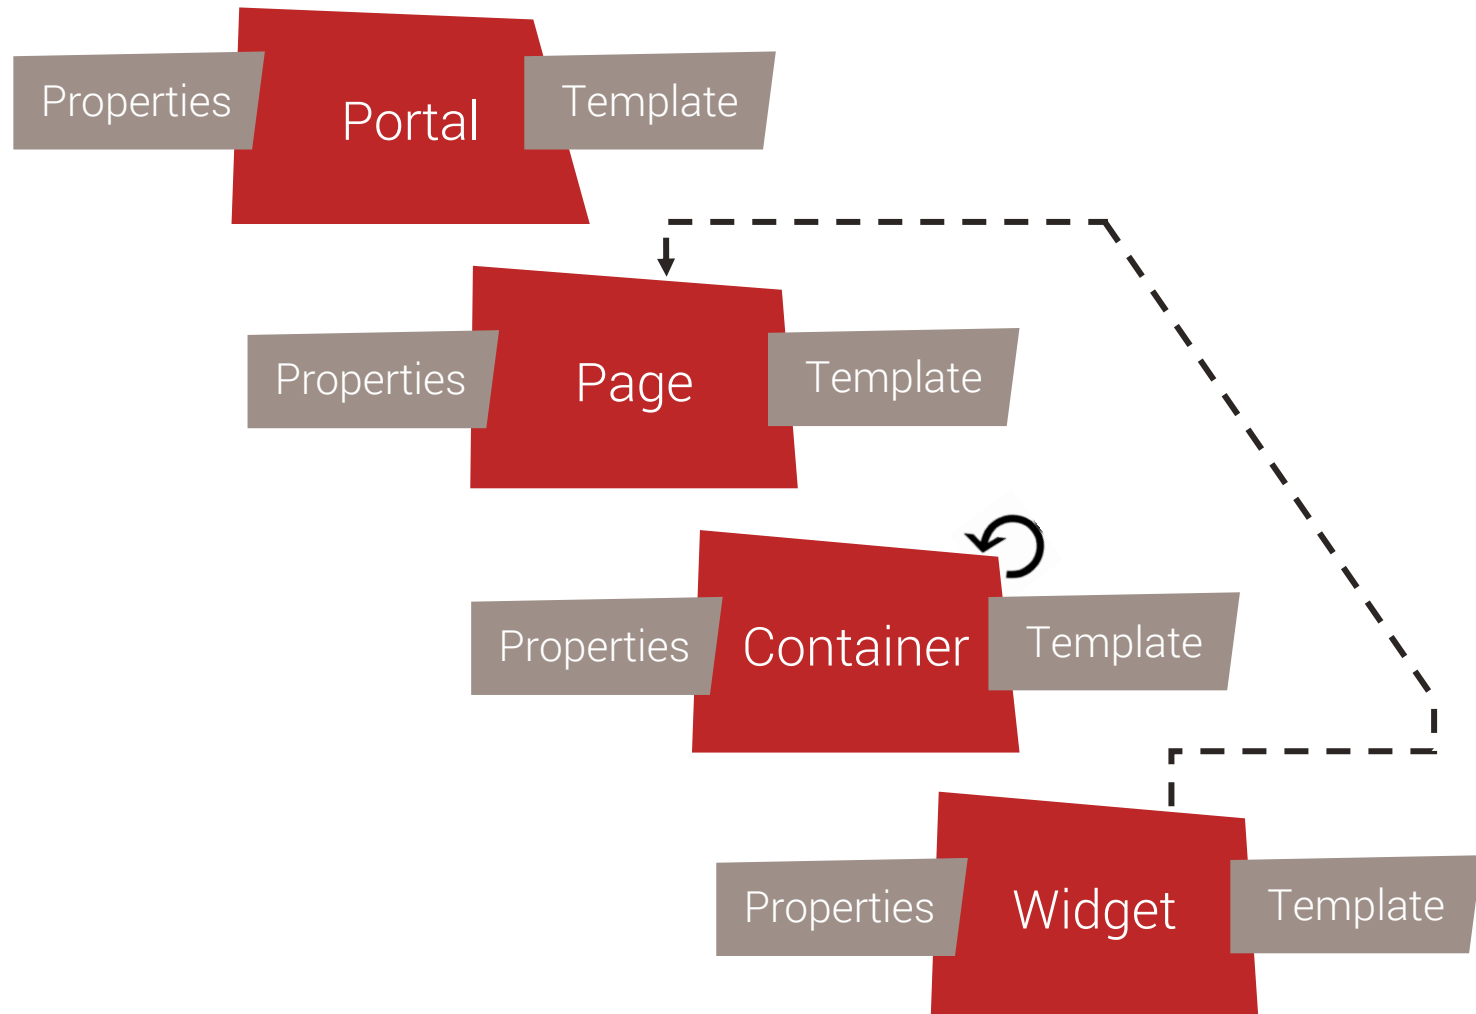 Properties
Portal
Template
Properties
Page
Template
Properties
Container
Template
Properties
Widget
Template